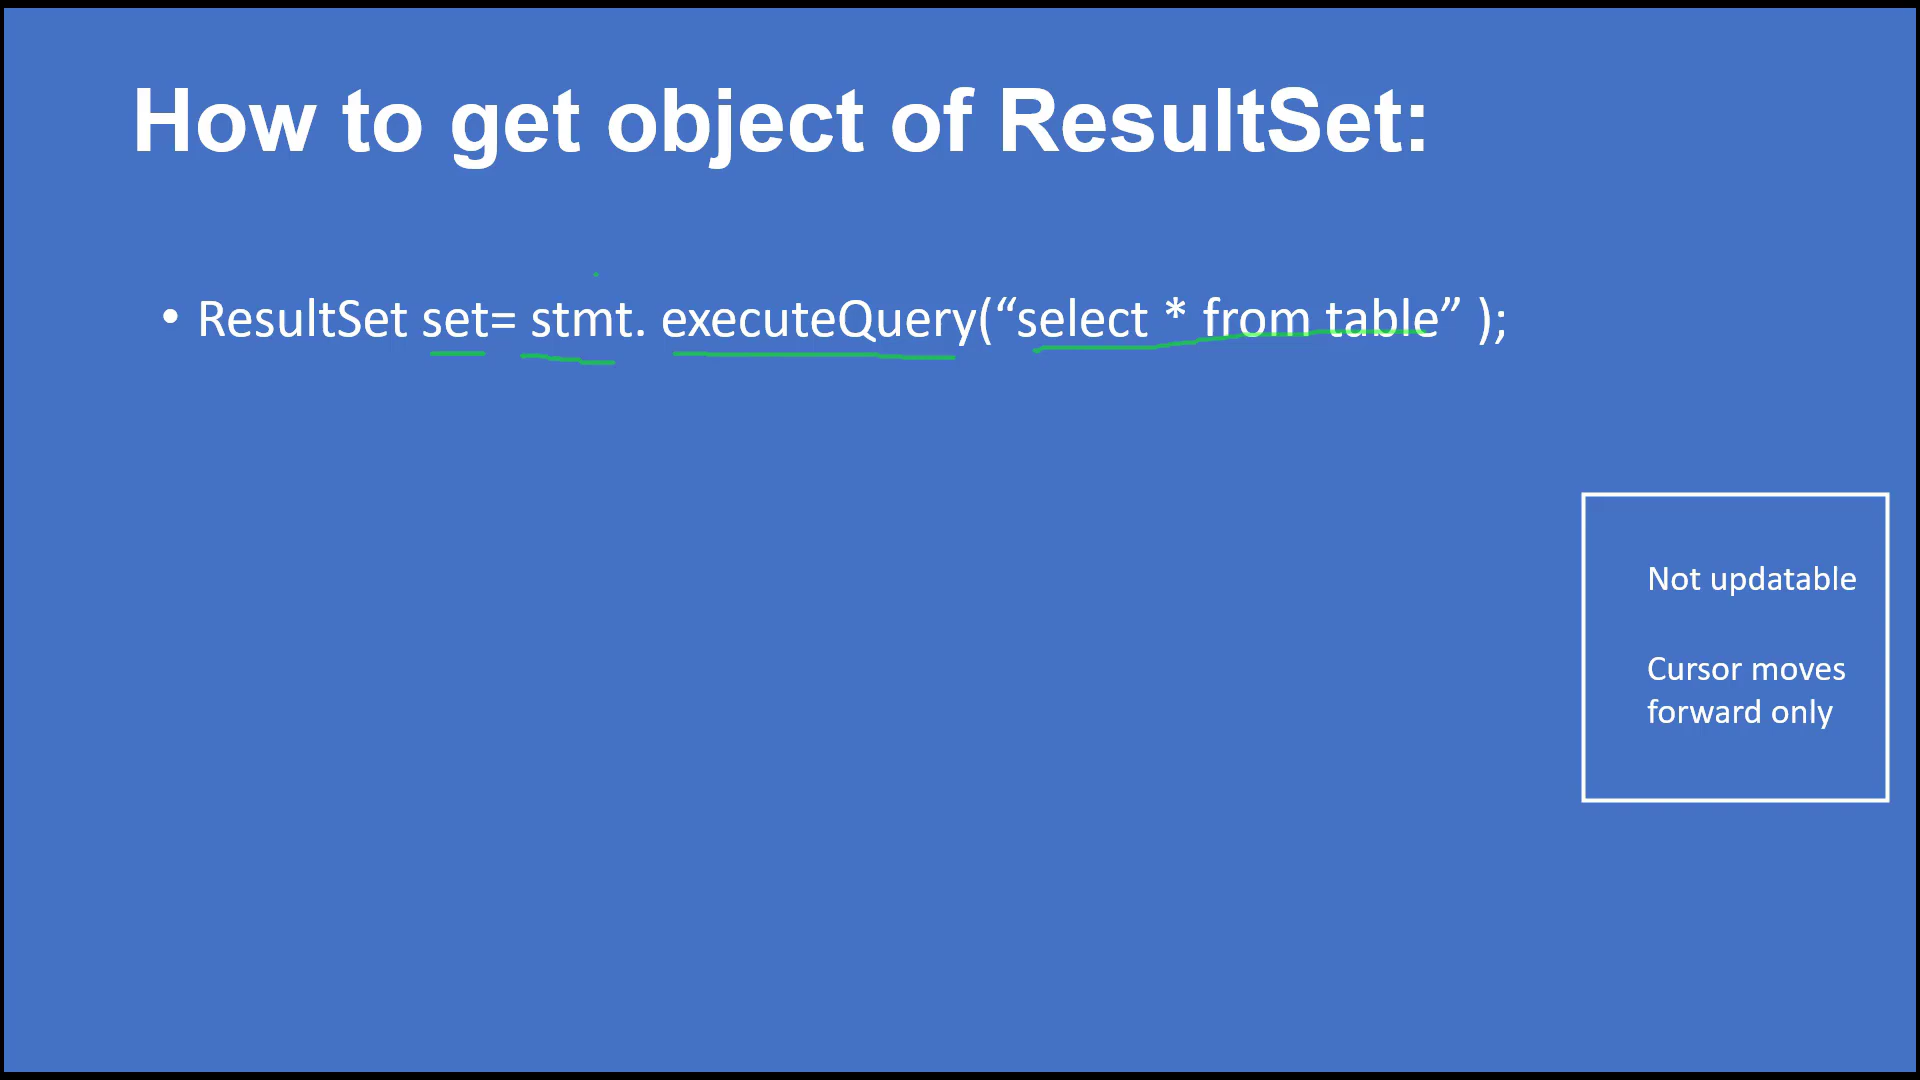 How to get object of ResultSet:
• ResultSet set= stmt. executeQuery(“select * from table” );
Not updatable
Cursor moves
forward only